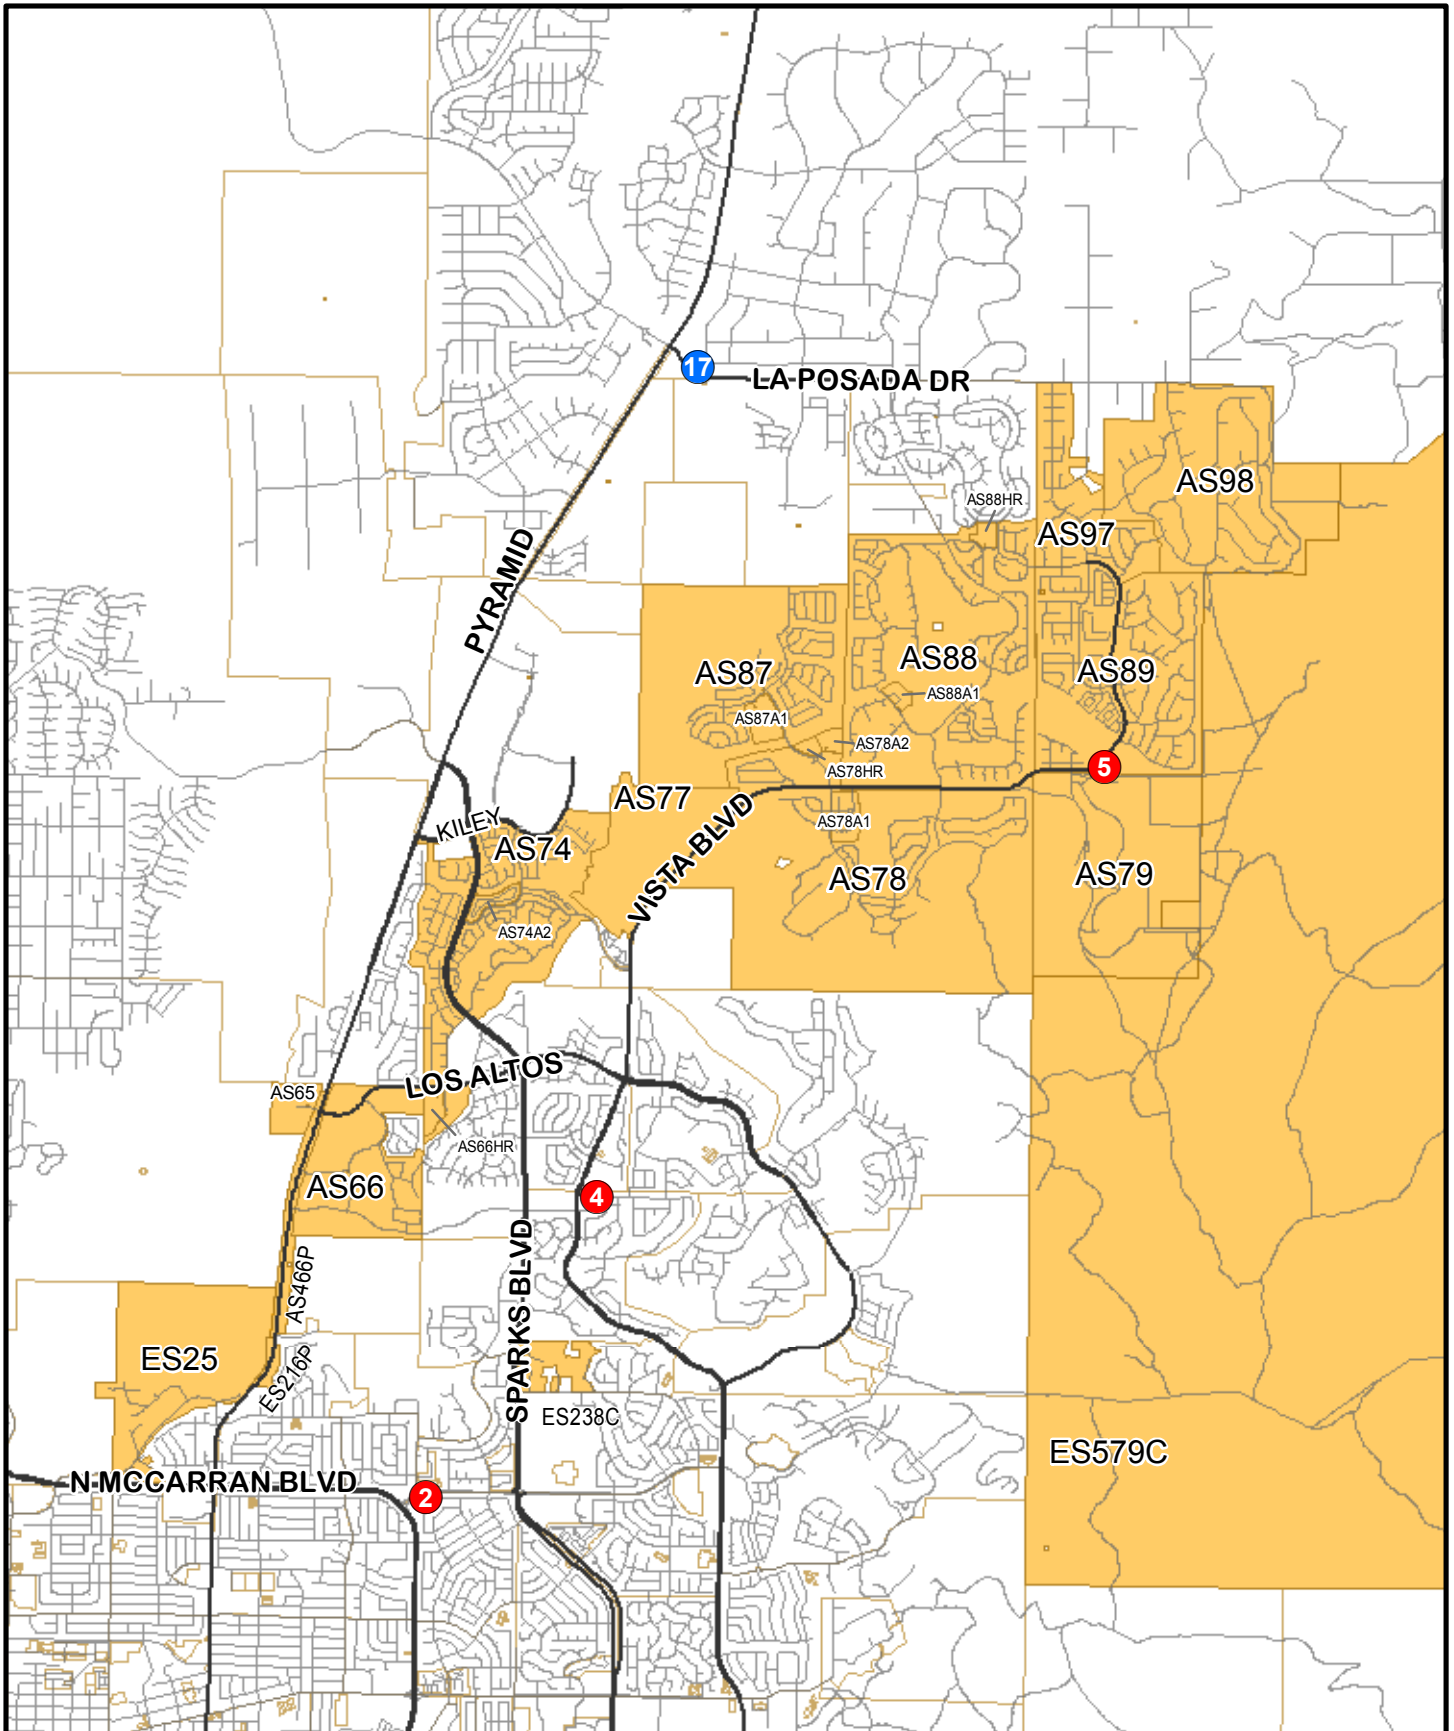 17
LA POSADA DR
AS98
AS88HR
AS97
PYRAMID
AS88
AS87
AS89
AS88A1
AS87A1
AS78A2
AS78HR
5
AS77
VISTA BLVD
AS78A1
KILEY
AS74
AS78
AS79
AS74A2
LOS ALTOS
AS65
AS66HR
AS66
4
SPARKS BLVD
AS466P
ES25
ES216P
ES238C
ES579C
N MCCARRAN BLVD
2